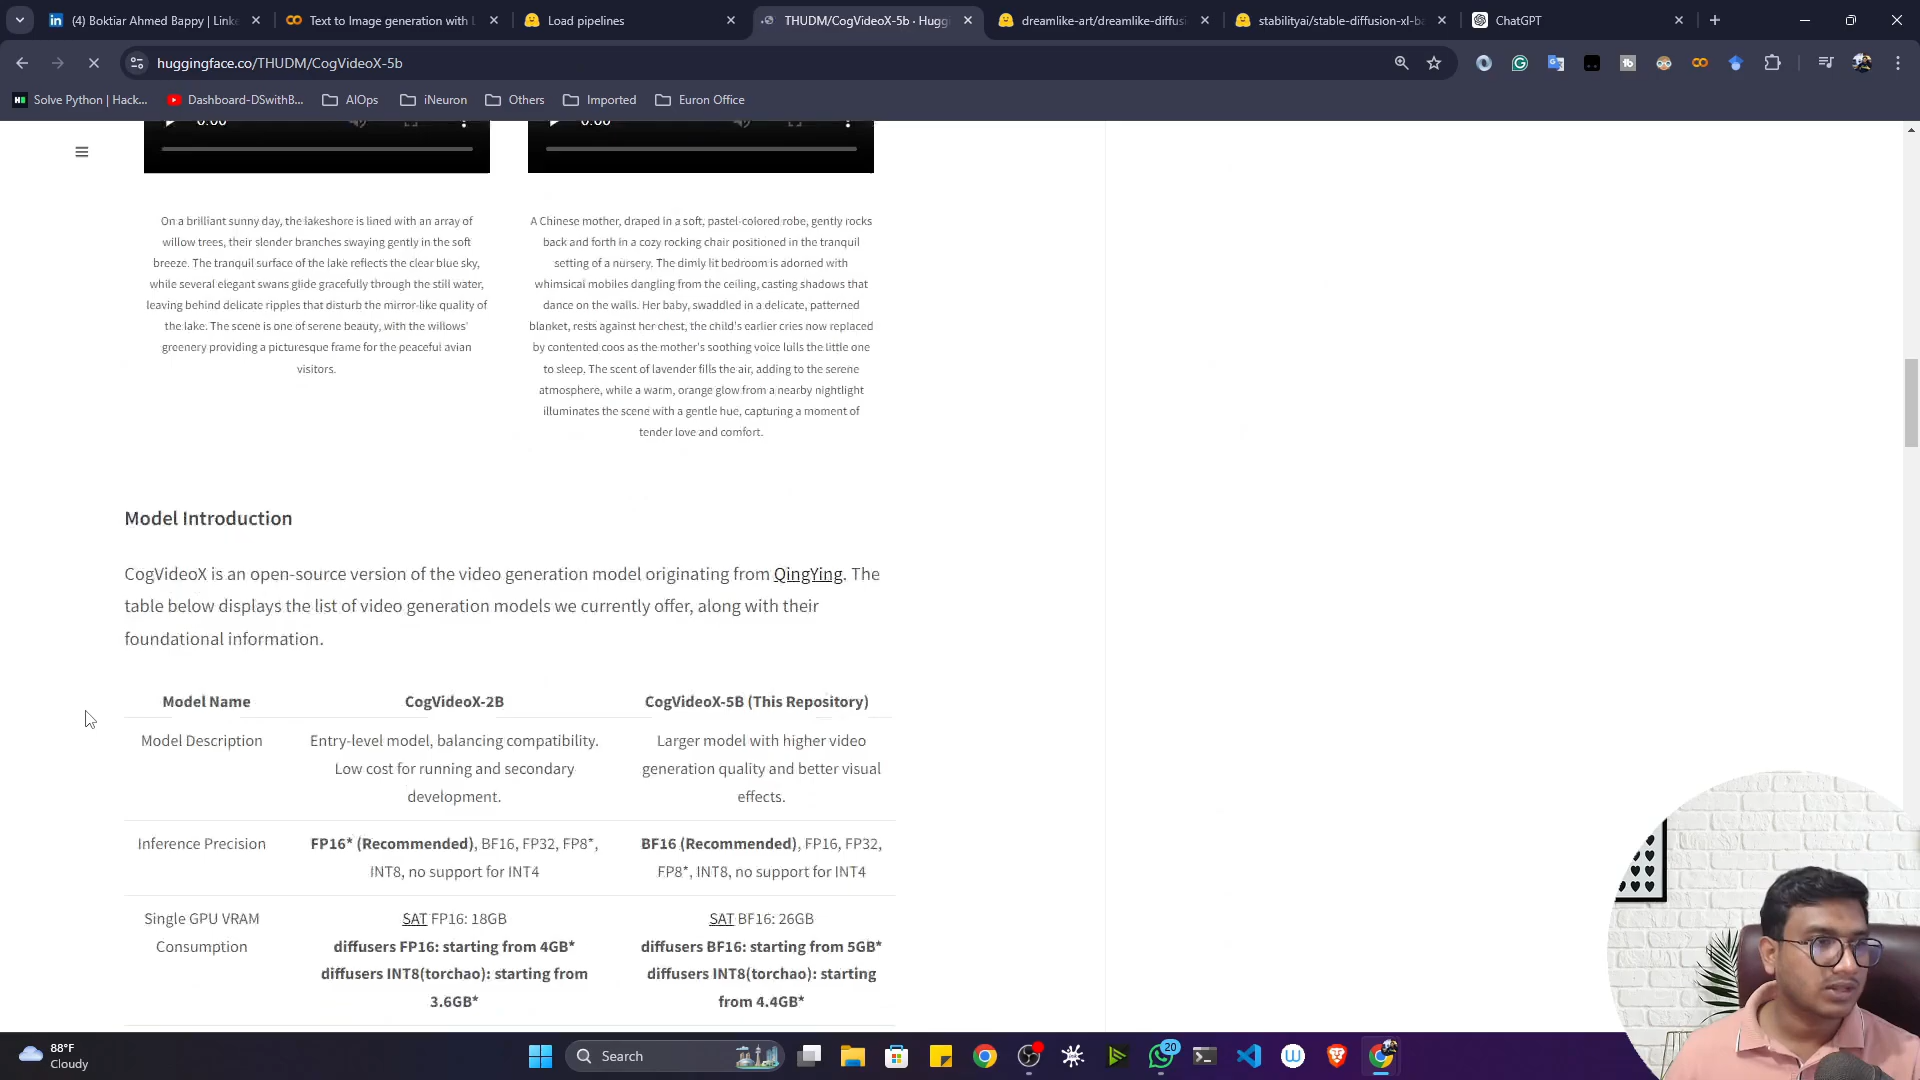 (4) Boktiar Ahmed Bappy | Linke
Text to Image generation with L
Load pipelines
THUDM/CogVideoX-5b · Hugg
dreamlike-art/dreamlike-diffus
stabilityai/stable-diffusion-xl-ba
ChatGPT
huggingface.co/THUDM/CogVideoX-5b
Solve Python | Hack...
Dashboard-DSwithB...
AIOps
iNeuron
Others
Imported
Euron Office
0:00
0:00
On a brilliant sunny day, the lakeshore is lined with an array of
willow trees, their slender branches swaying gently in the soft
breeze. The tranquil surface of the lake reflects the clear blue sky,
while several elegant swans glide gracefully through the still water,
leaving behind delicate ripples that disturb the mirror-like quality of
the lake. The scene is one of serene beauty, with the willows'
greenery providing a picturesque frame for the peaceful avian
visitors.
A Chinese mother, draped in a soft, pastel-colored robe, gently rocks
back and forth in a cozy rocking chair positioned in the tranquil
setting of a nursery. The dimly lit bedroom is adorned with
whimsical mobiles dangling from the ceiling, casting shadows that
dance on the walls. Her baby, swaddled in a delicate, patterned
blanket, rests against her chest, the child's earlier cries now replaced
by contented coos as the mother's soothing voice lulls the little one
to sleep. The scent of lavender fills the air, adding to the serene
atmosphere, while a warm, orange glow from a nearby nightlight
illuminates the scene with a gentle hue, capturing a moment of
tender love and comfort.
Model Introduction
CogVideoX is an open-source version of the video generation model originating from QingYing. The
table below displays the list of video generation models we currently offer, along with their
foundational information.
Model Name CogVideoX-2B CogVideoX-5B (This Repository)
Model Description
Entry-level model, balancing compatibility.
Low cost for running and secondary
development.
Larger model with higher video
generation quality and better visual
effects.
Inference Precision
FP16* (Recommended), BF16, FP32, FP8*,
INT8, no support for INT4
BF16 (Recommended), FP16, FP32,
FP8*, INT8, no support for INT4
Single GPU VRAM
Consumption
SAT FP16: 18GB
diffusers FP16: starting from 4GB*
diffusers INT8(torchao): starting from
3.6GB*
SAT BF16: 26GB
diffusers BF16: starting from 5GB*
diffusers INT8(torchao): starting
from 4.4GB*
88°F
Cloudy
Search
20